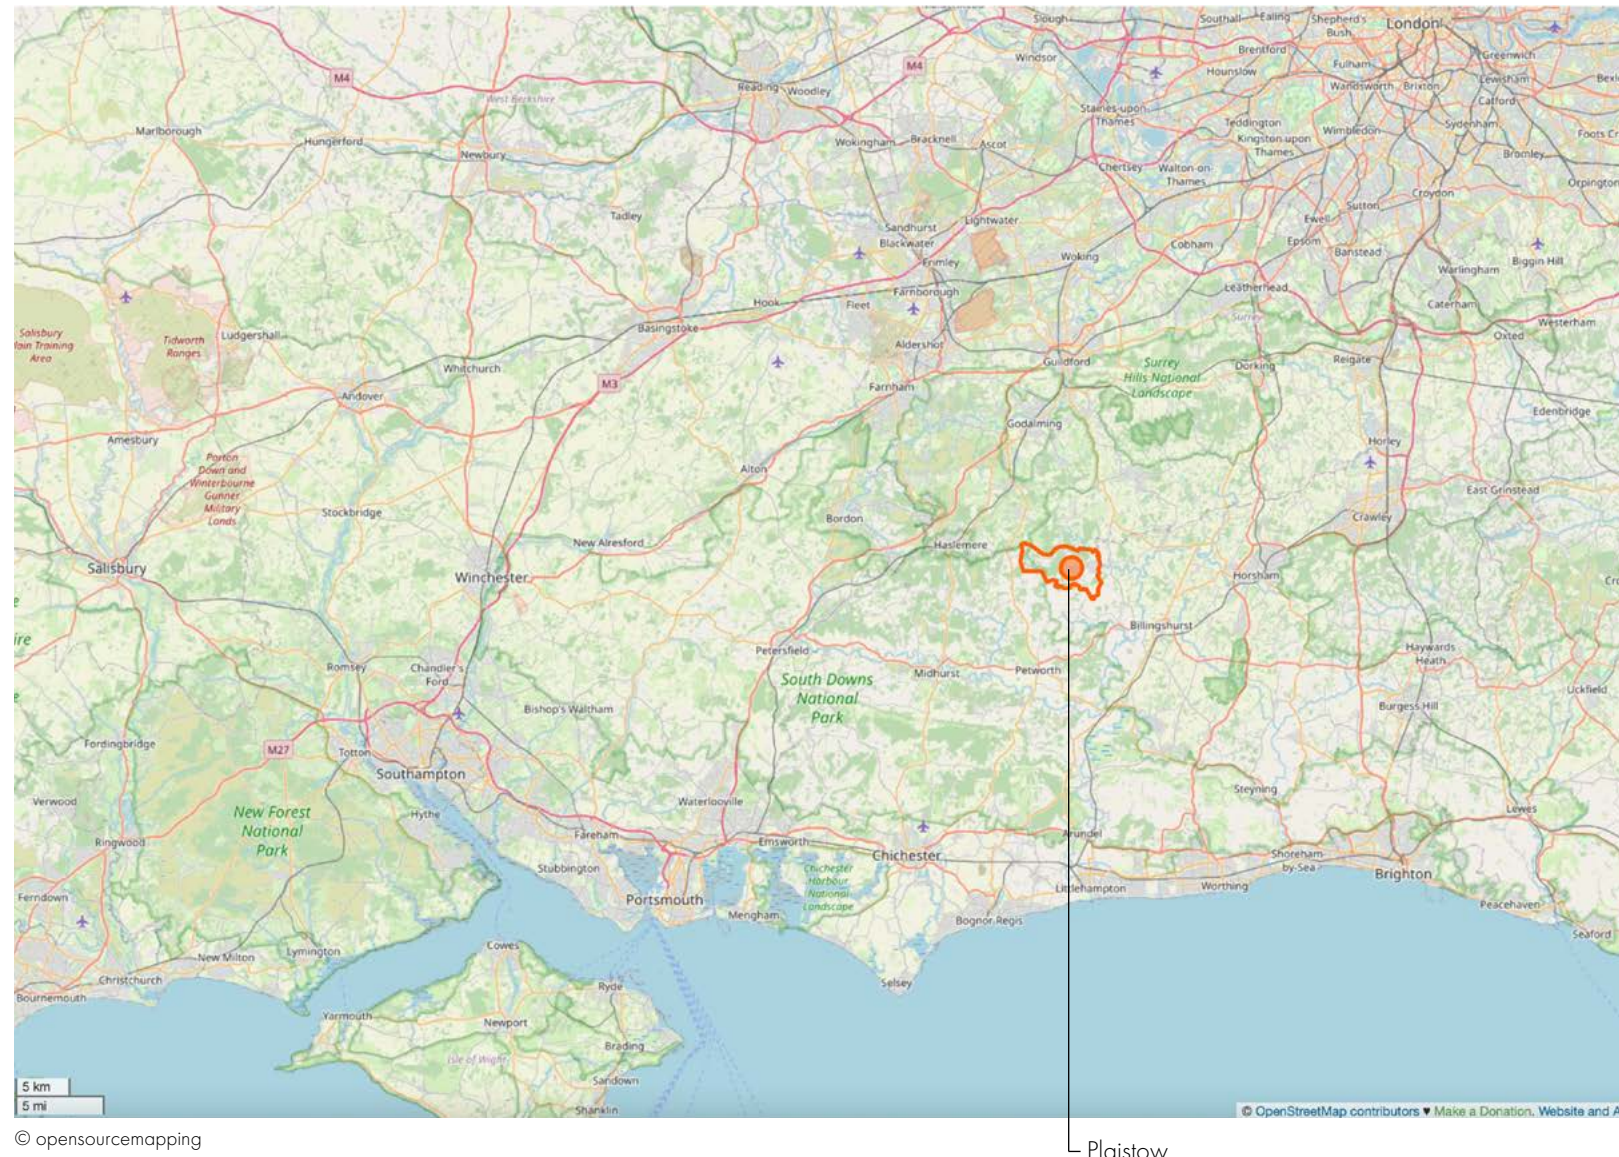 Slough
Southall
Ealing
Shepherd's
Bush
London
Windsor
Brentford
Greenwich
M4
M4
Hounslow
Fulham
Lewisham
Reading
Woodley
Wandsworth
Brixton
West Berkshire
Catford
Staines-upon-
Thames
Teddington
Sydenham
Marlborough
Hungerford
Wokingham
Bracknell
Ascot
Kingston upon
Thames
Wimbledon
Newbury
Bromley
Chertsey
Walton-on-
Thames
Orpington
Croydon
Sutton
Tadley
Lightwater
Ewell
Sandhurst
Blackwater
Cobham
Epsom
Banstead
Woking
Frimley
Biggin Hill
Warlingham
Leatherhead
Farnborough
Hook
Fleet
Caterham
Surrey
Westerham
Basingstoke
Salisbury
lain Training
Area
Tidworth
Ranges
Ludgershall
Oxted
Aldershot
Guildford
Surrey
Hills National
Landscape
Dorking
Reigate
Whitchurch
M3
Farnham
Andover
Edenbridge
Godalming
Amesbury
Horley
Porton
Down and
Winterbourne
Gunner
Military
Lands
Alton
East Grinstead
Stockbridge
Bordon
Crawley
New Alresford
Haslemere
Salisbury
Winchester
Horsham
Billingshurst
Petersfield
Haywards
Heath
Romsey
Chandler's
Ford
Midhurst
Petworth
South Downs
National
Park
Uckfield
Bishop's Waltham
Burgess Hill
Fordingbridge
M27
Totton
Southampton
Verwood
Waterlooville
Steyning
New Forest
National
Park
Hythe
Lewes
Ringwood
Fareham
Emsworth
Arundel
Chichester
Shoreham-
by-Sea
Stubbington
Chichester
Harbour
National
Landscape
Brighton
Ferndown
Portsmouth
Littlehampton
Worthing
Mengham
Bognor Regis
Peacehaven
Seaford
Cowes
New Milton
Lymington
Christchurch
Selsey
Bournemouth
Ryde
Yarmouth
Newport
Brading
Isle of Wight
Sandown
Shanklin
5 km
5 mi
© OpenStreetMap contributors ♥ Make a Donation. Website and A
© opensourcemapping
Plaistow